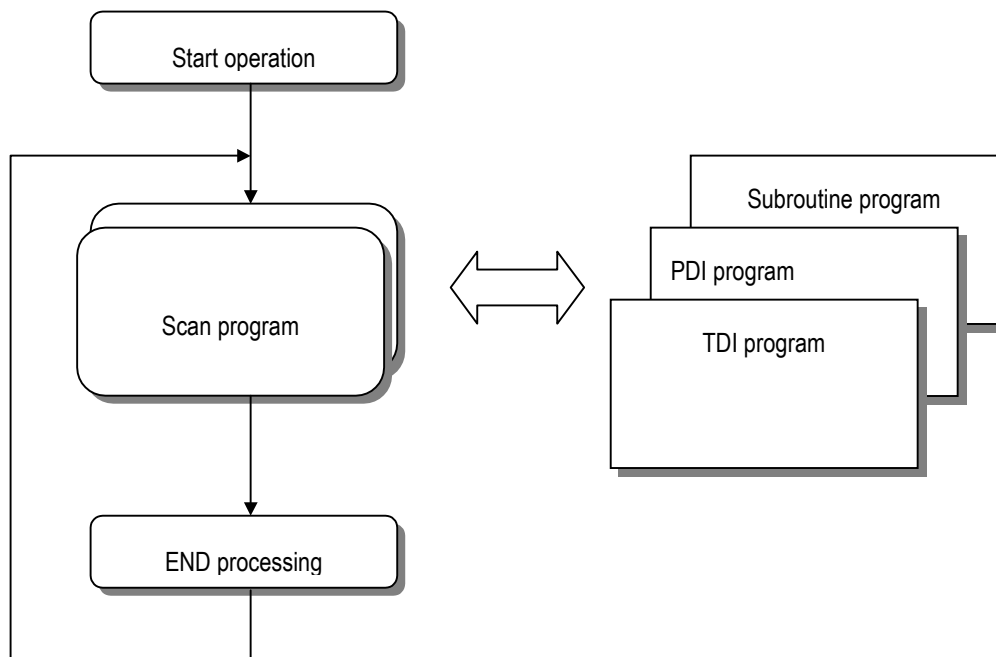 Start operation
Subroutine program
PDI program
Scan program
TDI program
END processing